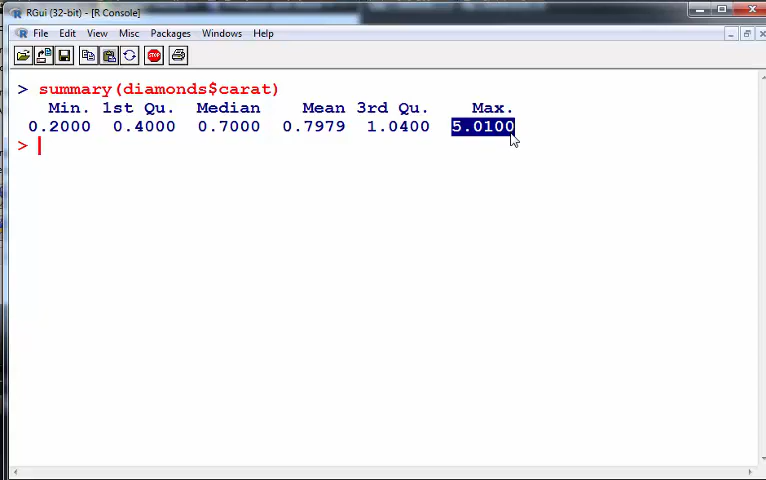 RGui (32-bit) - [R Console]
File Edit View Misc Packages Windows Help
STOP
> summary(diamonds$carat)
Min. 1st Qu. Median Mean 3rd Qu. Max.
0.2000 0.4000 0.7000 0.7979 1.0400 5.0100
>